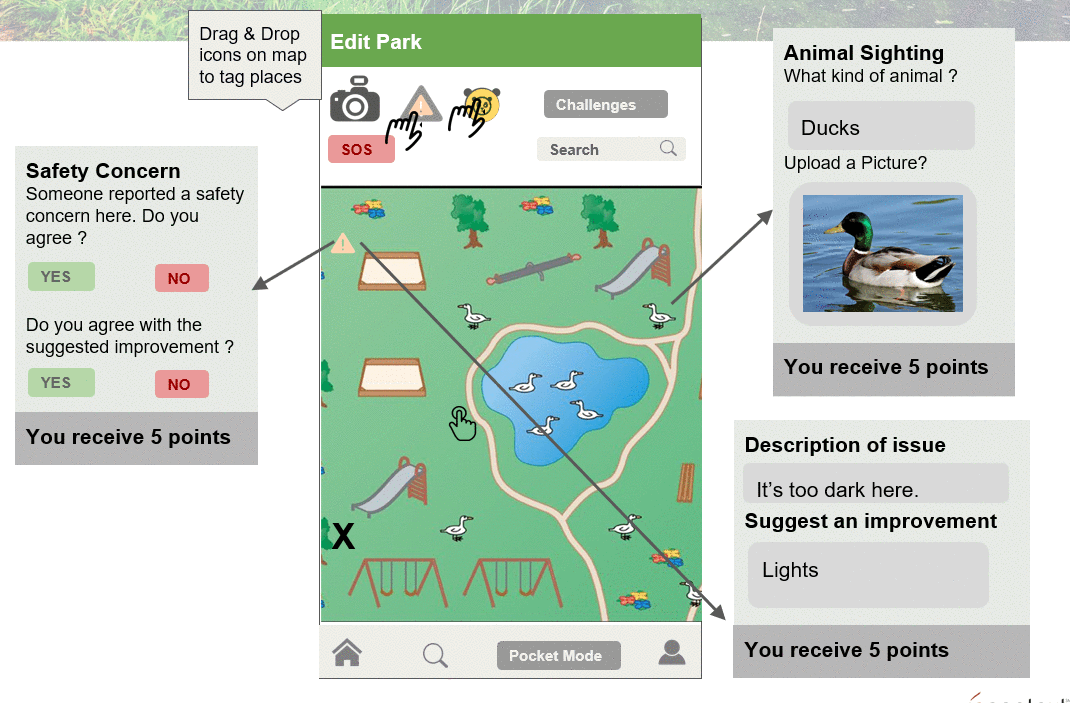 Drag & Drop
icons on map
to tag places
Edit Park
Challenges
SOS
Search
X
Pocket Mode
Safety Concern
Someone reported a safety
concern here. Do you
agree ?
YES
NO
Do you agree with the
suggested improvement ?
YES
NO
You receive 5 points
Animal Sighting
What kind of animal ?
Ducks
Upload a Picture?
You receive 5 points
Description of issue
It's too dark here.
Suggest an improvement
Lights
You receive 5 points